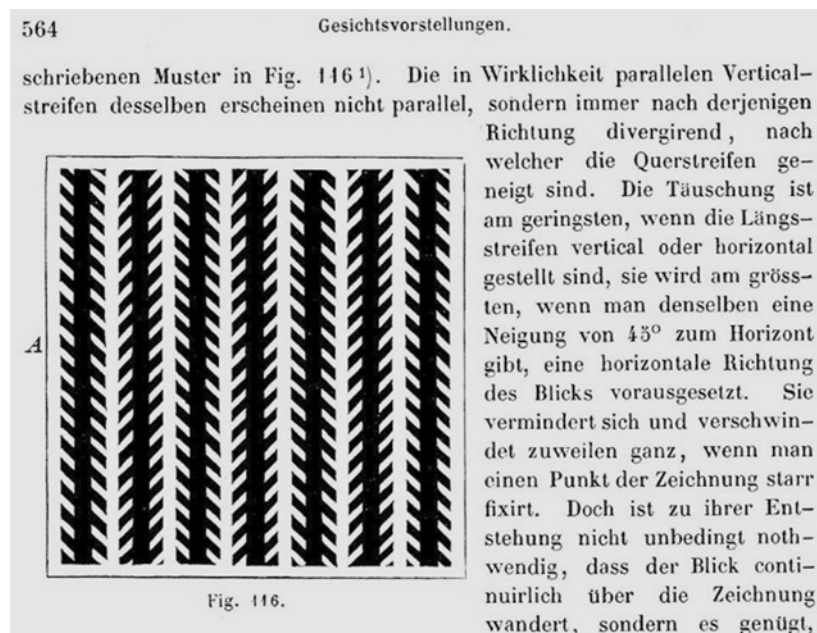 564
Gesichtsvorstellungen.
schriebenen Muster in Fig. 116 ¹). Die in Wirklichkeit parallelen Vertical-
streifen desselben erscheinen nicht parallel, sondern immer nach derjenigen
Richtung divergirend, nach
welcher die Querstreifen ge-
neigt sind. Die Täuschung ist
am geringsten, wenn die Längs-
streifen vertical oder horizontal
gestellt sind, sie wird am gröss-
ten, wenn man denselben eine
Neigung von 45° zum Horizont
gibt, eine horizontale Richtung
des Blicks vorausgesetzt. Sie
vermindert sich und verschwin-
det zuweilen ganz, wenn man
einen Punkt der Zeichnung starr
fixirt. Doch ist zu ihrer Ent-
stehung nicht unbedingt noth-
wendig, dass der Blick conti-
nuirlich über die Zeichnung
wandert, sondern es genügt,
A
Fig. 116.